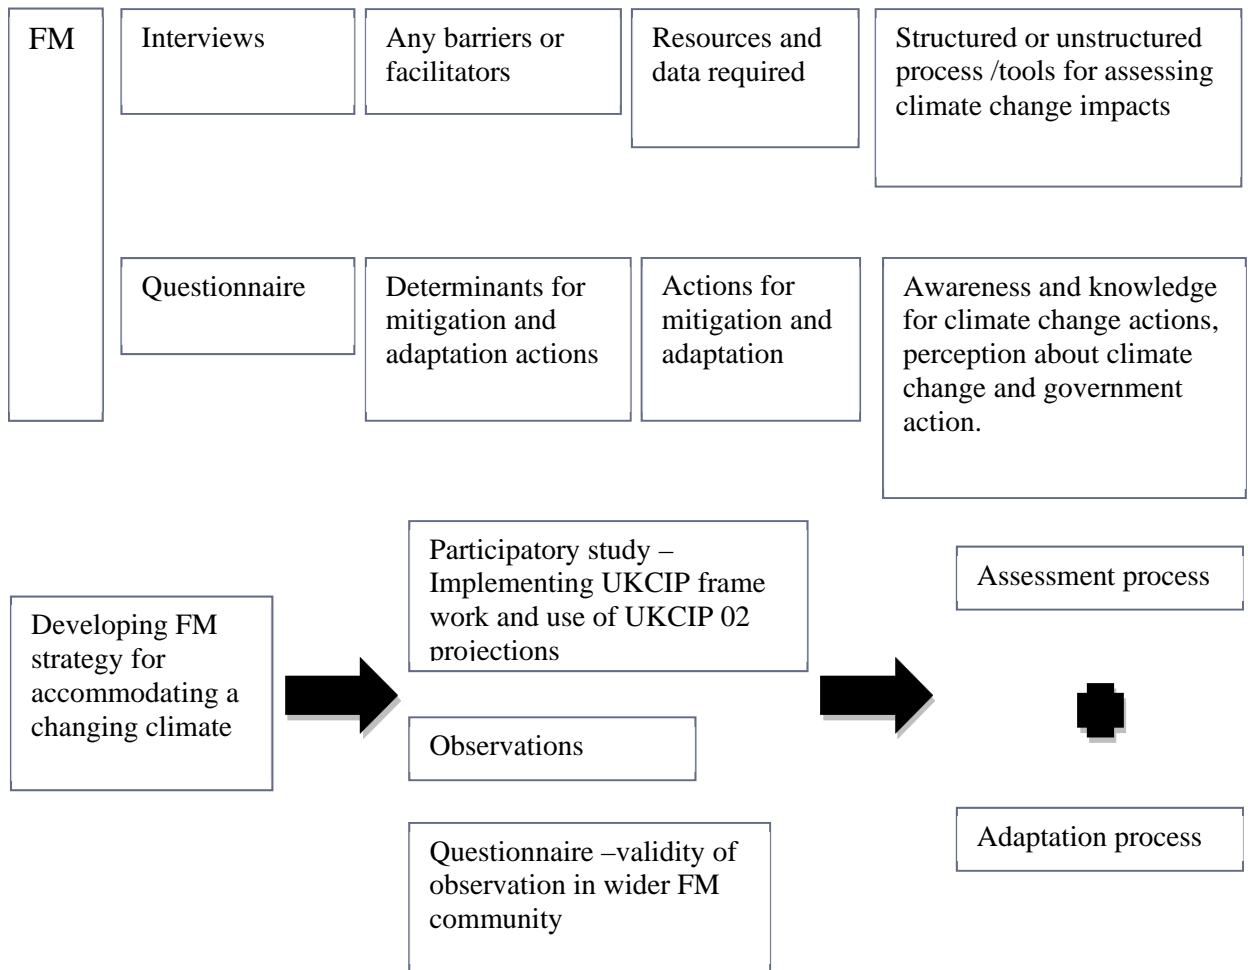 FM
Interviews
Any barriers or
facilitators
Resources and
data required
Structured or unstructured
process /tools for assessing
climate change impacts
Questionnaire
Determinants for
mitigation and
adaptation actions
Actions for
mitigation and
adaptation
Awareness and knowledge
for climate change actions,
perception about climate
change and government
action.
Developing FM
strategy for
accommodating a
changing climate
Participatory study –
Implementing UKCIP frame
work and use of UKCIP 02
projections
Observations
Questionnaire –validity of
observation in wider FM
community
Assessment process
Adaptation process